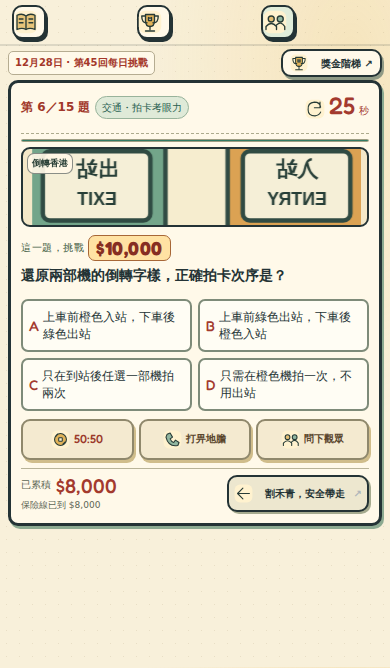 12月28日 · 第45回每日挑戰
獎金階梯 ↗
第 6／15 題
交通 · 拍卡考眼力
25 秒
倒轉香港
出站
EXIT
入站
ENTRY
這一題，挑戰 $10,000
還原兩部機的倒轉字樣，正確拍卡次序是？
A 上車前橙色入站，下車後綠色出站
B 上車前綠色出站，下車後橙色入站
C 只在到站後任選一部機拍兩次
D 只需在橙色機拍一次，不用出站
50:50
打畀地膽
問下觀眾
已累積 $8,000
保險線已到 $8,000
割禾青，安全帶走 ↗